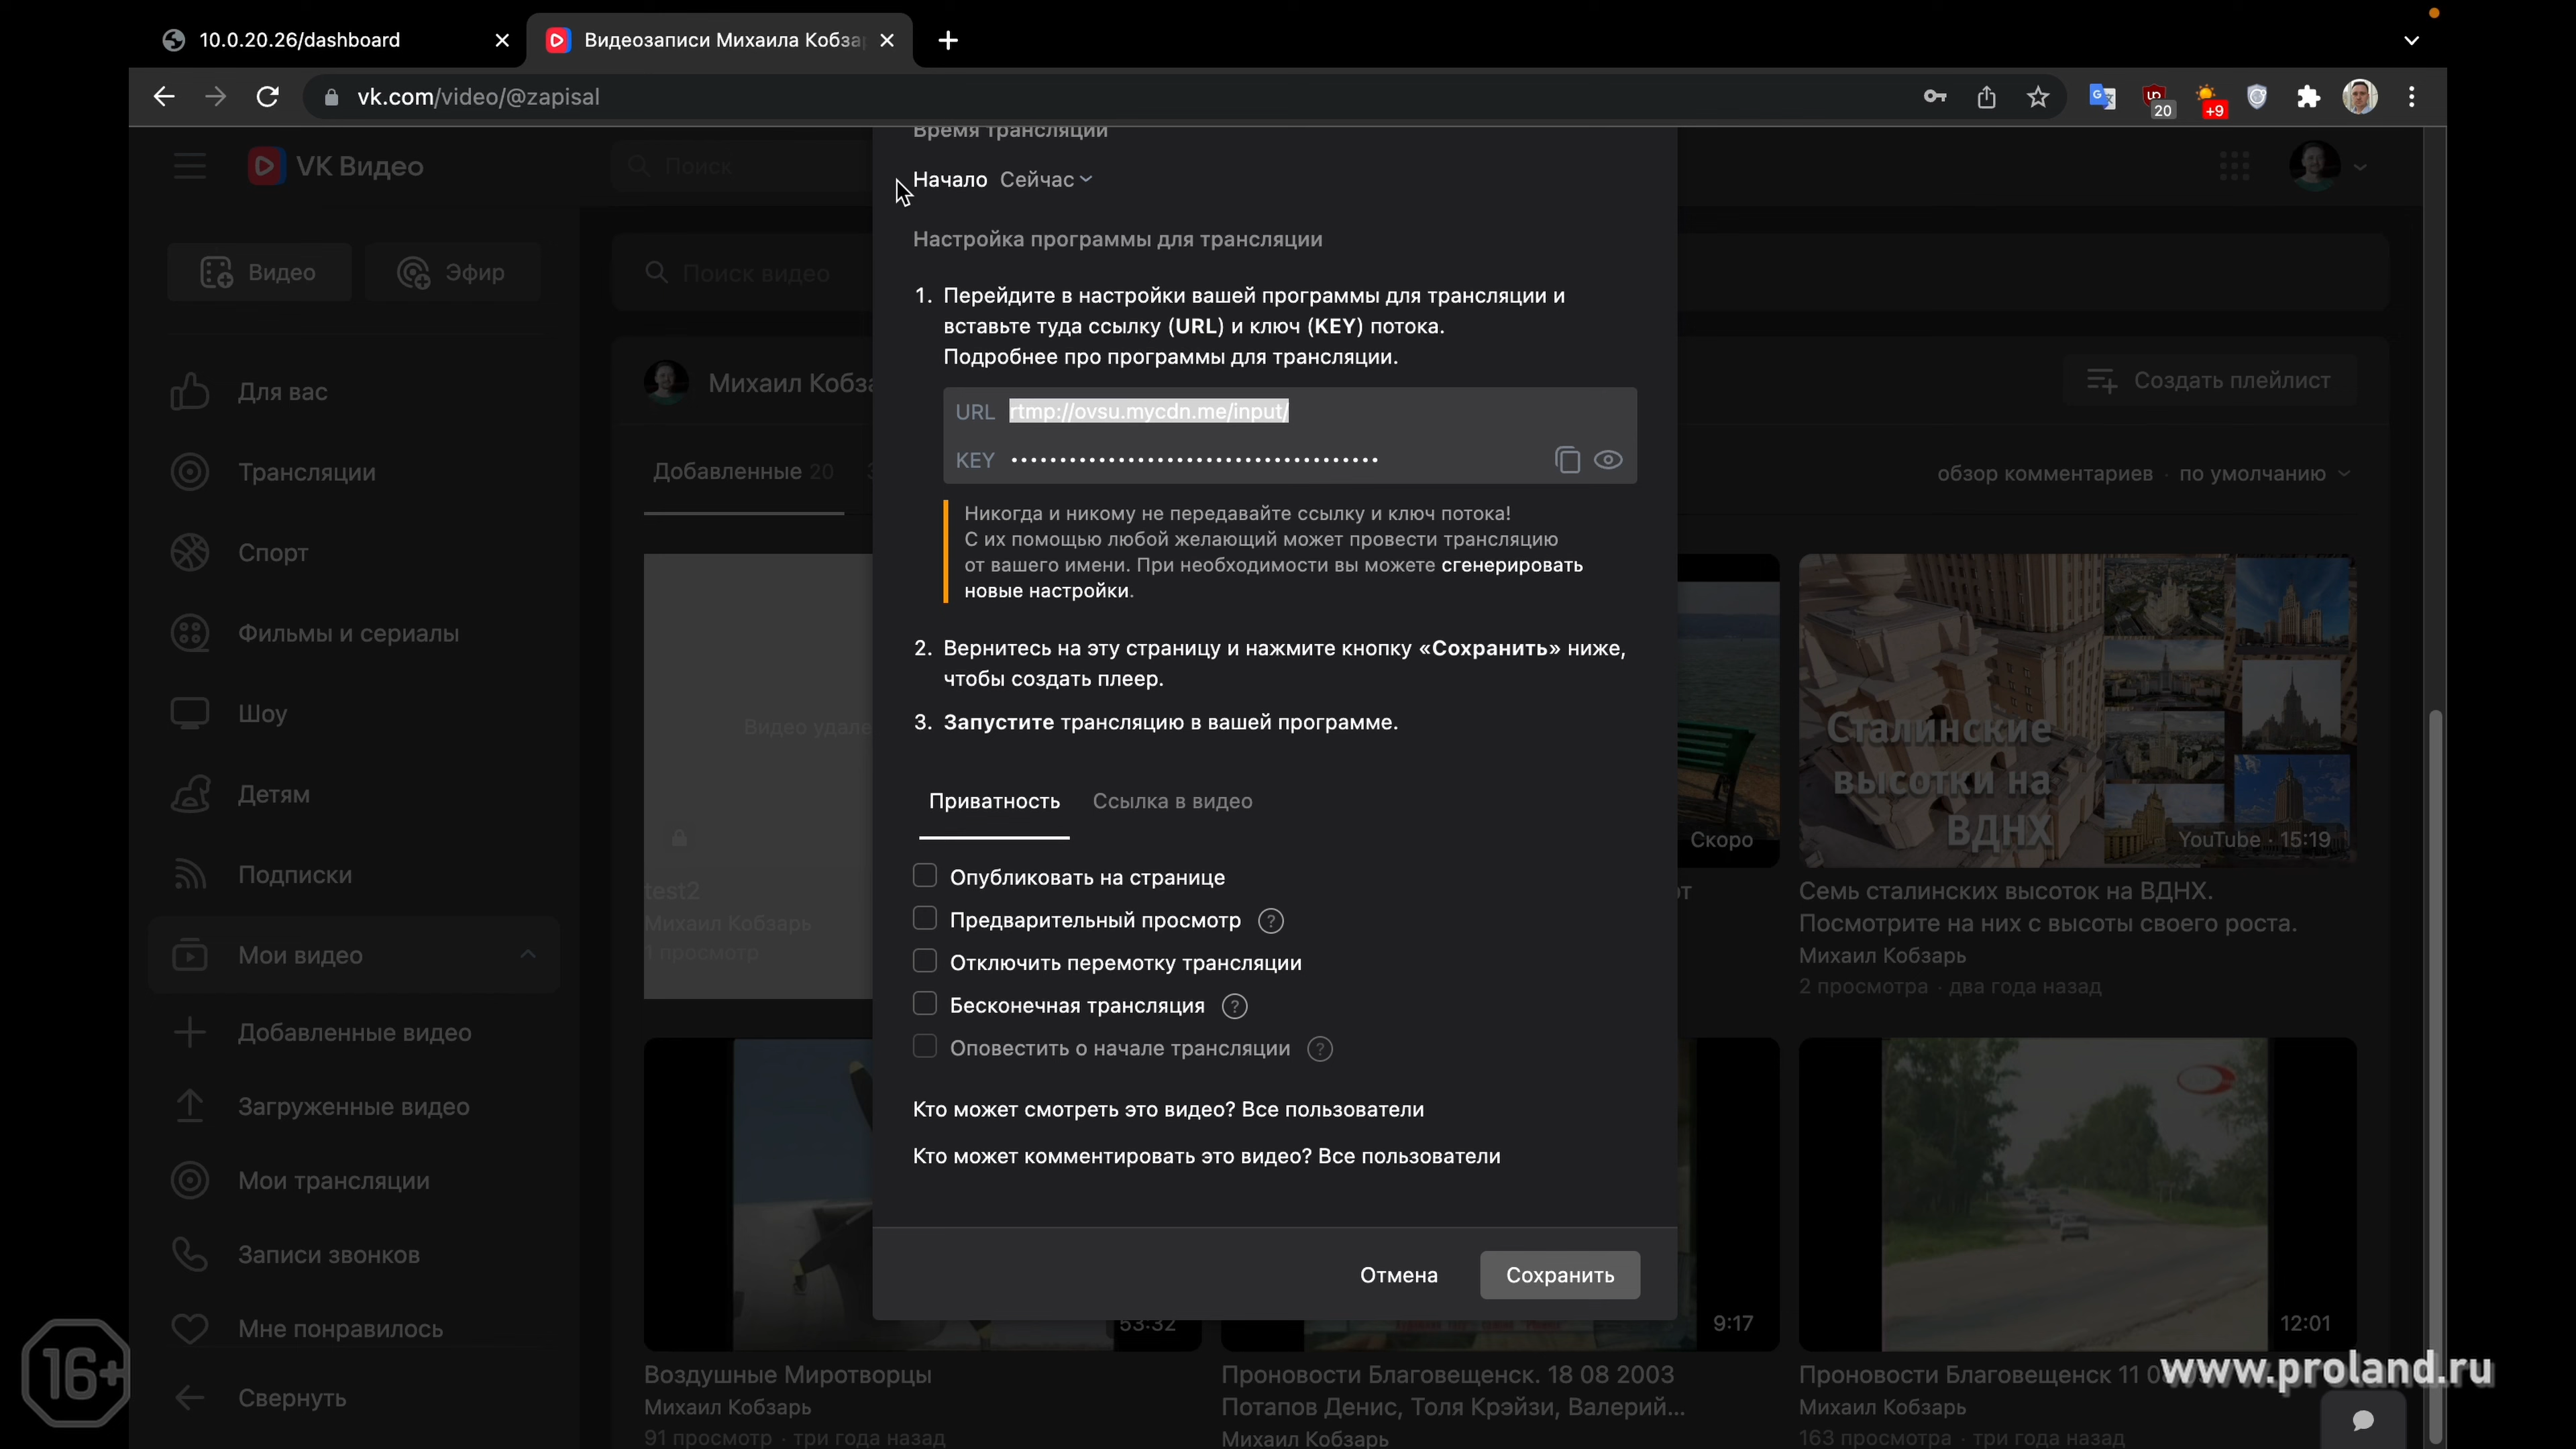 10.0.20.26/dashboard
Видеозаписи Михаила Кобза
vk.com/video/@zapisal
20
+9
VK Видео
Поиск
Видео
Эфир
Для вас
Трансляции
Спорт
Фильмы и сериалы
Шоу
Детям
Подписки
Мои видео
Добавленные видео
Загруженные видео
Мои трансляции
Записи звонков
Мне понравилось
Свернуть
16+
Поиск видео
Михаил Кобза
Создать плейлист
Добавленные 20
обзор комментариев · по умолчанию
Время трансляции
Начало Сейчас
Настройка программы для трансляции
1. Перейдите в настройки вашей программы для трансляции и
вставьте туда ссылку (URL) и ключ (KEY) потока.
Подробнее про программы для трансляции.
URL rtmp://ovsu.mycdn.me/input/
KEY ••••••••••••••••••••••••••••••••••••••
Никогда и никому не передавайте ссылку и ключ потока!
С их помощью любой желающий может провести трансляцию
от вашего имени. При необходимости вы можете сгенерировать
новые настройки.
2. Вернитесь на эту страницу и нажмите кнопку «Сохранить» ниже,
чтобы создать плеер.
3. Запустите трансляцию в вашей программе.
Приватность
Ссылка в видео
Опубликовать на странице
Предварительный просмотр ?
Отключить перемотку трансляции
Бесконечная трансляция ?
Оповестить о начале трансляции ?
Кто может смотреть это видео? Все пользователи
Кто может комментировать это видео? Все пользователи
Отмена
Сохранить
Видео удале
test2
Михаил Кобзарь
1 просмотр
Скоро
Сталинские
высотки на
ВДНХ
YouTube · 15:19
Семь сталинских высоток на ВДНХ.
Посмотрите на них с высоты своего роста.
Михаил Кобзарь
2 просмотра · два года назад
53:32
Воздушные Миротворцы
Михаил Кобзарь
91 просмотр · три года назад
9:17
Проновости Благовещенск. 18 08 2003
Потапов Денис, Толя Крэйзи, Валерий...
Михаил Кобзарь
12:01
Проновости Благовещенск 11 0
Михаил Кобзарь
163 просмотра · три года назад
www.proland.ru